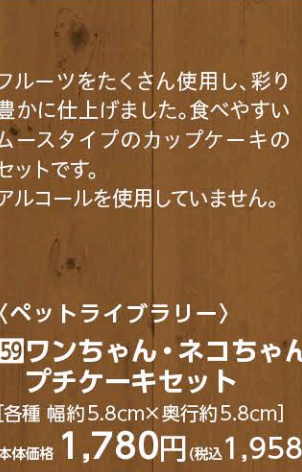 フルーツをたくさん使用し、彩り
豊かに仕上げました。食べやすい
ムースタイプのカップケーキの
セットです。
アルコールを使用していません。
〈ペットライブラリー〉
59 ワンちゃん・ネコちゃん
プチケーキセット
[各種 幅約5.8cm×奥行約5.8cm]
本体価格 1,780円(税込1,958